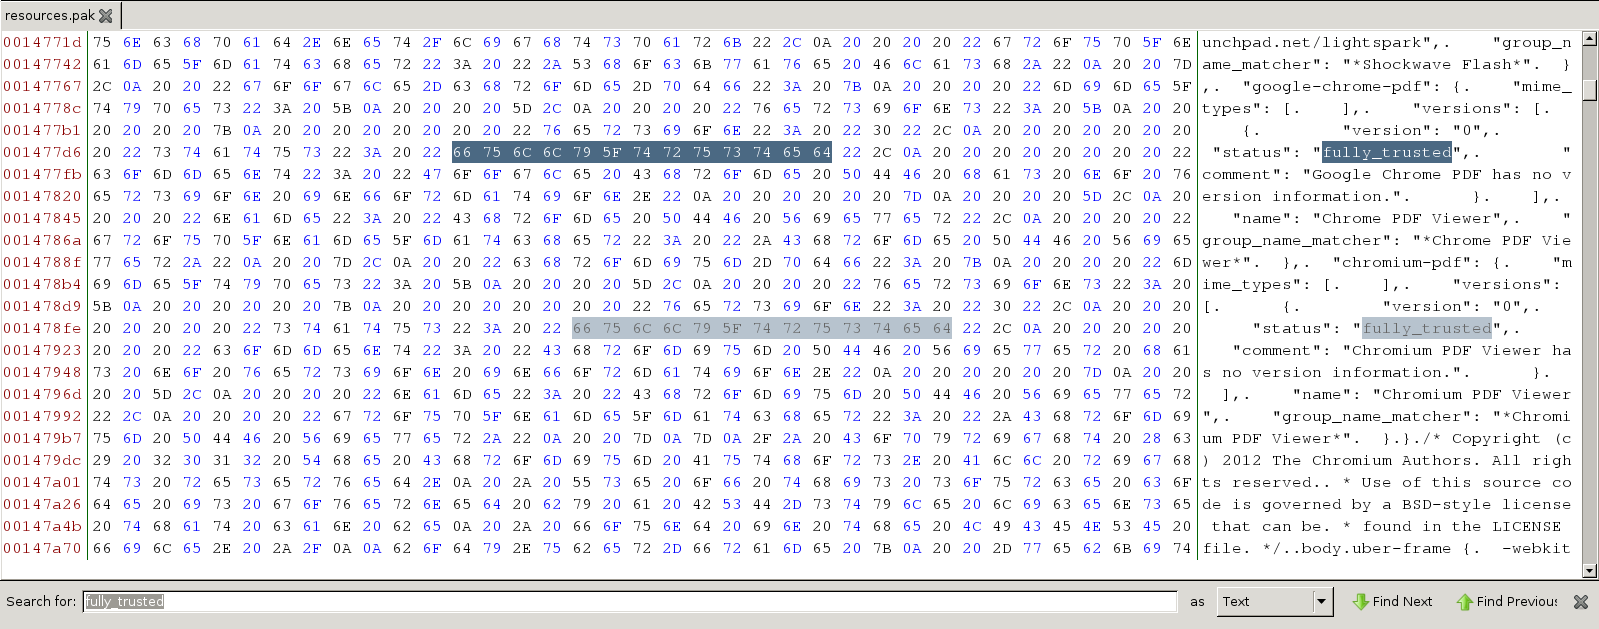 resources.pak
0014771d 75 6E 63 68 70 61 64 2E 6E 65 74 2F 6C 69 67 68 74 73 70 61 72 6B 22 2C 0A 20 20 20 20 22 67 72 6F 75 70 5F 6E unchpad.net/lightspark",.    "group_n
00147742 61 6D 65 5F 6D 61 74 63 68 65 72 22 3A 20 22 2A 53 68 6F 63 6B 77 61 76 65 20 46 6C 61 73 68 2A 22 0A 20 20 7D ame_matcher": "*Shockwave Flash*".  }
00147767 2C 0A 20 20 22 67 6F 6F 67 6C 65 2D 63 68 72 6F 6D 65 2D 70 64 66 22 3A 20 7B 0A 20 20 20 20 22 6D 69 6D 65 5F ,.  "google-chrome-pdf": {.    "mime_
0014778c 74 79 70 65 73 22 3A 20 5B 0A 20 20 20 20 5D 2C 0A 20 20 20 20 22 76 65 72 73 69 6F 6E 73 22 3A 20 5B 0A 20 20 types": [.    ],.    "versions": [.
001477b1 20 20 20 20 7B 0A 20 20 20 20 20 20 20 20 22 76 65 72 73 69 6F 6E 22 3A 20 22 30 22 2C 0A 20 20 20 20 20 20 20     {.        "version": "0",.
001477d6 20 22 73 74 61 74 75 73 22 3A 20 22 66 75 6C 6C 79 5F 74 72 75 73 74 65 64 22 2C 0A 20 20 20 20 20 20 20 20 22  "status": "fully_trusted",.        "
001477fb 63 6F 6D 6D 65 6E 74 22 3A 20 22 47 6F 6F 67 6C 65 20 43 68 72 6F 6D 65 20 50 44 46 20 68 61 73 20 6E 6F 20 76 comment": "Google Chrome PDF has no v
00147820 65 72 73 69 6F 6E 20 69 6E 66 6F 72 6D 61 74 69 6F 6E 2E 22 0A 20 20 20 20 20 20 7D 0A 20 20 20 20 5D 2C 0A 20 ersion information.".      }.    ],.
00147845 20 20 20 22 6E 61 6D 65 22 3A 20 22 43 68 72 6F 6D 65 20 50 44 46 20 56 69 65 77 65 72 22 2C 0A 20 20 20 20 22    "name": "Chrome PDF Viewer",.    "
0014786a 67 72 6F 75 70 5F 6E 61 6D 65 5F 6D 61 74 63 68 65 72 22 3A 20 22 2A 43 68 72 6F 6D 65 20 50 44 46 20 56 69 65 group_name_matcher": "*Chrome PDF Vie
0014788f 77 65 72 2A 22 0A 20 20 7D 2C 0A 20 20 22 63 68 72 6F 6D 69 75 6D 2D 70 64 66 22 3A 20 7B 0A 20 20 20 20 22 6D wer*".  },.  "chromium-pdf": {.    "m
001478b4 69 6D 65 5F 74 79 70 65 73 22 3A 20 5B 0A 20 20 20 20 5D 2C 0A 20 20 20 20 22 76 65 72 73 69 6F 6E 73 22 3A 20 ime_types": [.    ],.    "versions":
001478d9 5B 0A 20 20 20 20 20 20 7B 0A 20 20 20 20 20 20 20 20 22 76 65 72 73 69 6F 6E 22 3A 20 22 30 22 2C 0A 20 20 20 [.      {.        "version": "0",.
001478fe 20 20 20 20 20 22 73 74 61 74 75 73 22 3A 20 22 66 75 6C 6C 79 5F 74 72 75 73 74 65 64 22 2C 0A 20 20 20 20 20      "status": "fully_trusted",.
00147923 20 20 20 22 63 6F 6D 6D 65 6E 74 22 3A 20 22 43 68 72 6F 6D 69 75 6D 20 50 44 46 20 56 69 65 77 65 72 20 68 61    "comment": "Chromium PDF Viewer ha
00147948 73 20 6E 6F 20 76 65 72 73 69 6F 6E 20 69 6E 66 6F 72 6D 61 74 69 6F 6E 2E 22 0A 20 20 20 20 20 20 7D 0A 20 20 s no version information.".      }.
0014796d 20 20 5D 2C 0A 20 20 20 20 22 6E 61 6D 65 22 3A 20 22 43 68 72 6F 6D 69 75 6D 20 50 44 46 20 56 69 65 77 65 72   ],.    "name": "Chromium PDF Viewer
00147992 22 2C 0A 20 20 20 20 22 67 72 6F 75 70 5F 6E 61 6D 65 5F 6D 61 74 63 68 65 72 22 3A 20 22 2A 43 68 72 6F 6D 69 ",.    "group_name_matcher": "*Chromi
001479b7 75 6D 20 50 44 46 20 56 69 65 77 65 72 2A 22 0A 20 20 7D 0A 7D 0A 2F 2A 20 43 6F 70 79 72 69 67 68 74 20 28 63 um PDF Viewer*".  }.}./* Copyright (c
001479dc 29 20 32 30 31 32 20 54 68 65 20 43 68 72 6F 6D 69 75 6D 20 41 75 74 68 6F 72 73 2E 20 41 6C 6C 20 72 69 67 68 ) 2012 The Chromium Authors. All righ
00147a01 74 73 20 72 65 73 65 72 76 65 64 2E 0A 20 2A 20 55 73 65 20 6F 66 20 74 68 69 73 20 73 6F 75 72 63 65 20 63 6F ts reserved.. * Use of this source co
00147a26 64 65 20 69 73 20 67 6F 76 65 72 6E 65 64 20 62 79 20 61 20 42 53 44 2D 73 74 79 6C 65 20 6C 69 63 65 6E 73 65 de is governed by a BSD-style license
00147a4b 20 74 68 61 74 20 63 61 6E 20 62 65 0A 20 2A 20 66 6F 75 6E 64 20 69 6E 20 74 68 65 20 4C 49 43 45 4E 53 45 20  that can be. * found in the LICENSE
00147a70 66 69 6C 65 2E 20 2A 2F 0A 0A 62 6F 64 79 2E 75 62 65 72 2D 66 72 61 6D 65 20 7B 0A 20 20 2D 77 65 62 6B 69 74 file. */..body.uber-frame {.  -webkit
Search for: fully_trusted as Text Find Next Find Previous